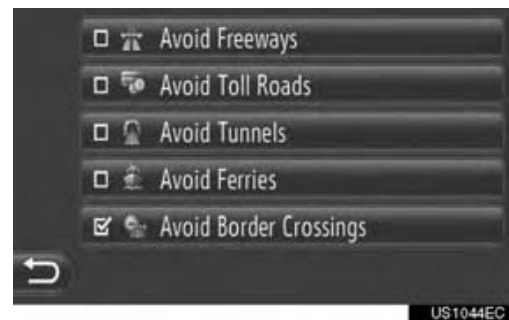 Avoid Freeways
Avoid Toll Roads
Avoid Tunnels
Avoid Ferries
Avoid Border Crossings
US1044EC